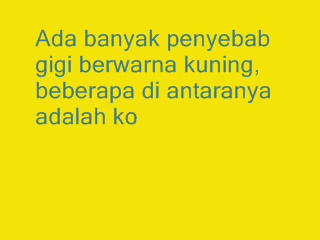 Ada banyak penyebab
gigi berwarna kuning,
beberapa di antaranya
adalah ko